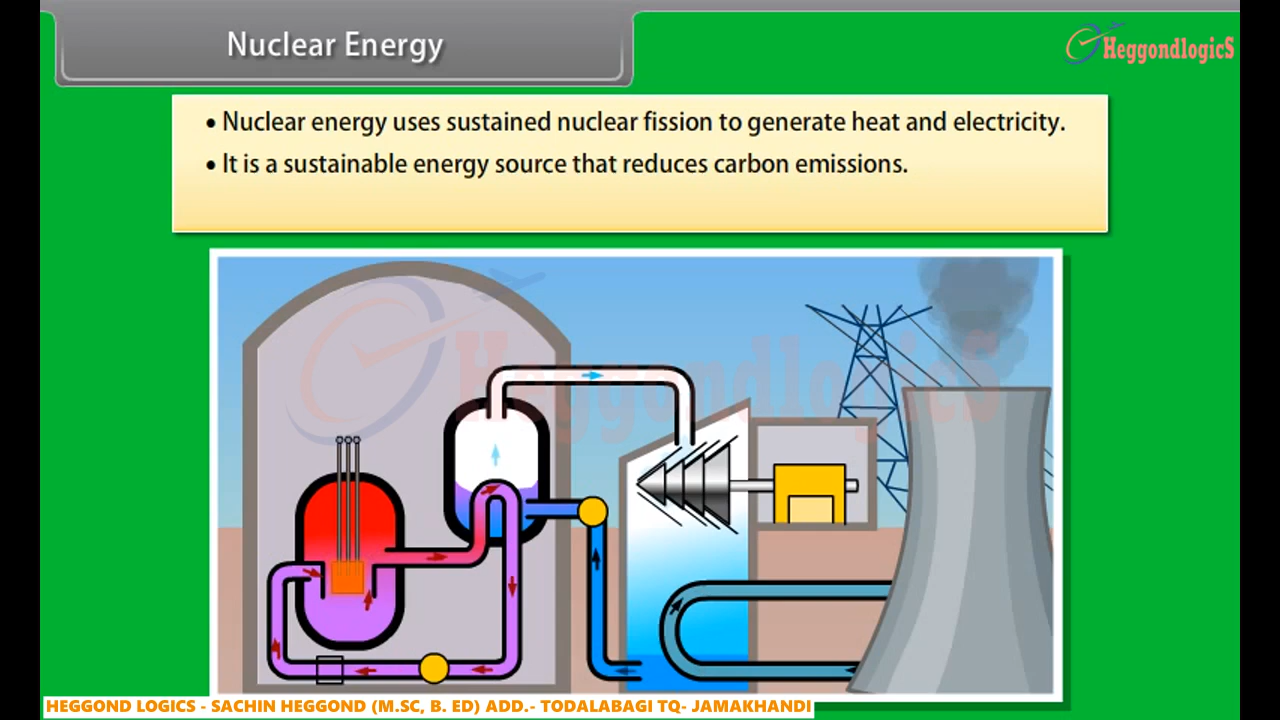 Nuclear Energy
HeggondlogicS
• Nuclear energy uses sustained nuclear fission to generate heat and electricity.
• It is a sustainable energy source that reduces carbon emissions.
HeggondlogicS
HEGGOND LOGICS - SACHIN HEGGOND (M.SC, B. ED) ADD.- TODALABAGI TQ- JAMAKHANDI